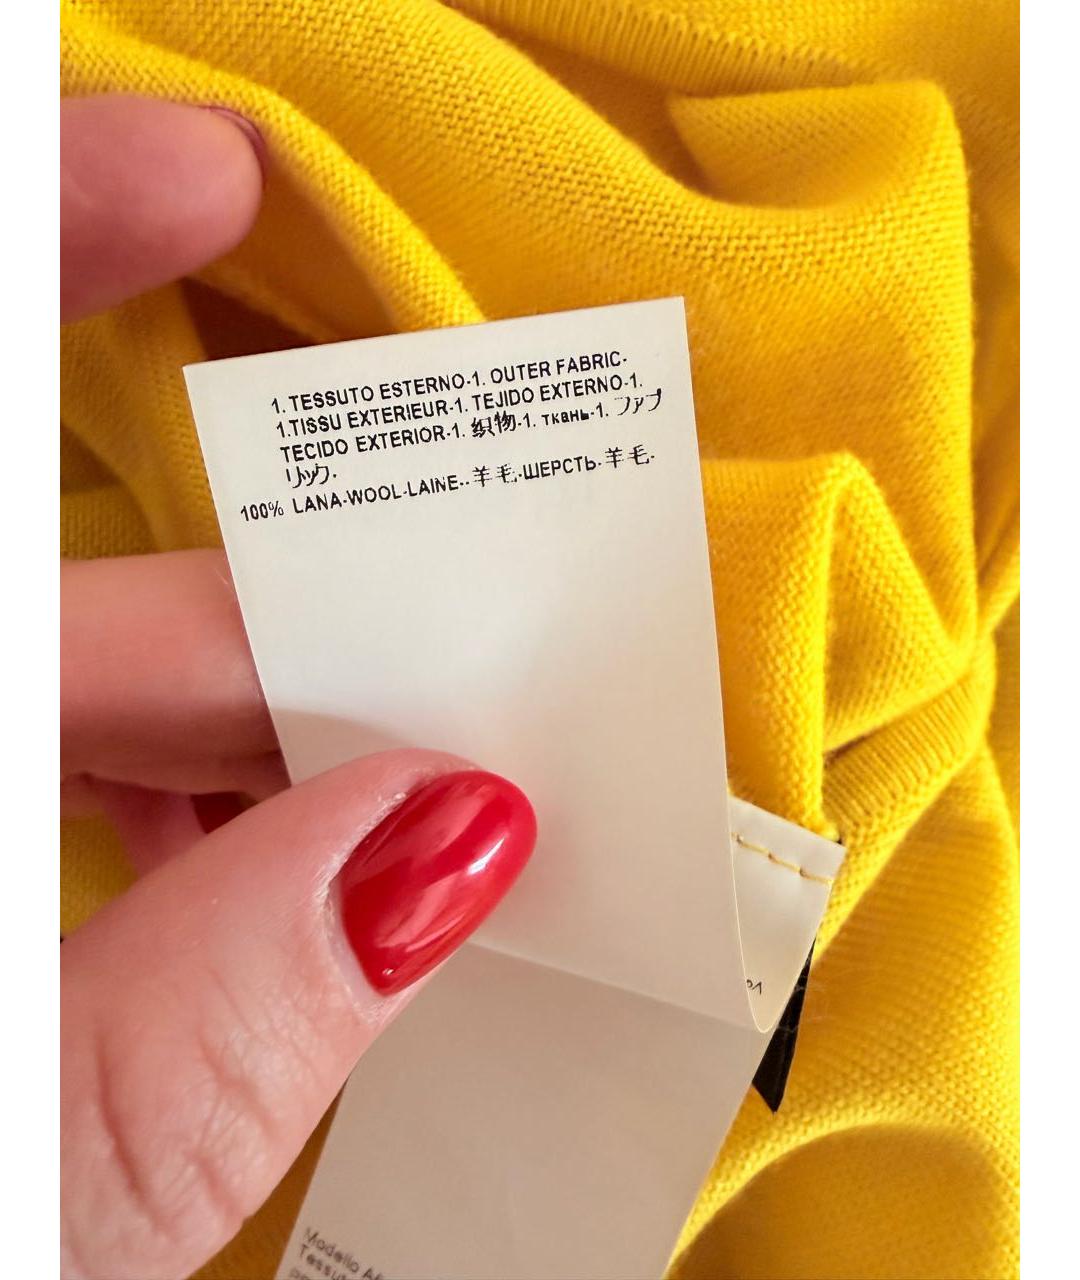 1. TESSUTO ESTERNO-1. OUTER FABRIC-
1.TISSU EXTERIEUR-1. TEJIDO EXTERNO-1.
TECIDO EXTERIOR-1. 织物-1. ткань-1. ファブ
リック.
100% LANA-WOOL-LAINE-.羊毛-ШЕРСТЬ-羊毛-
Modello